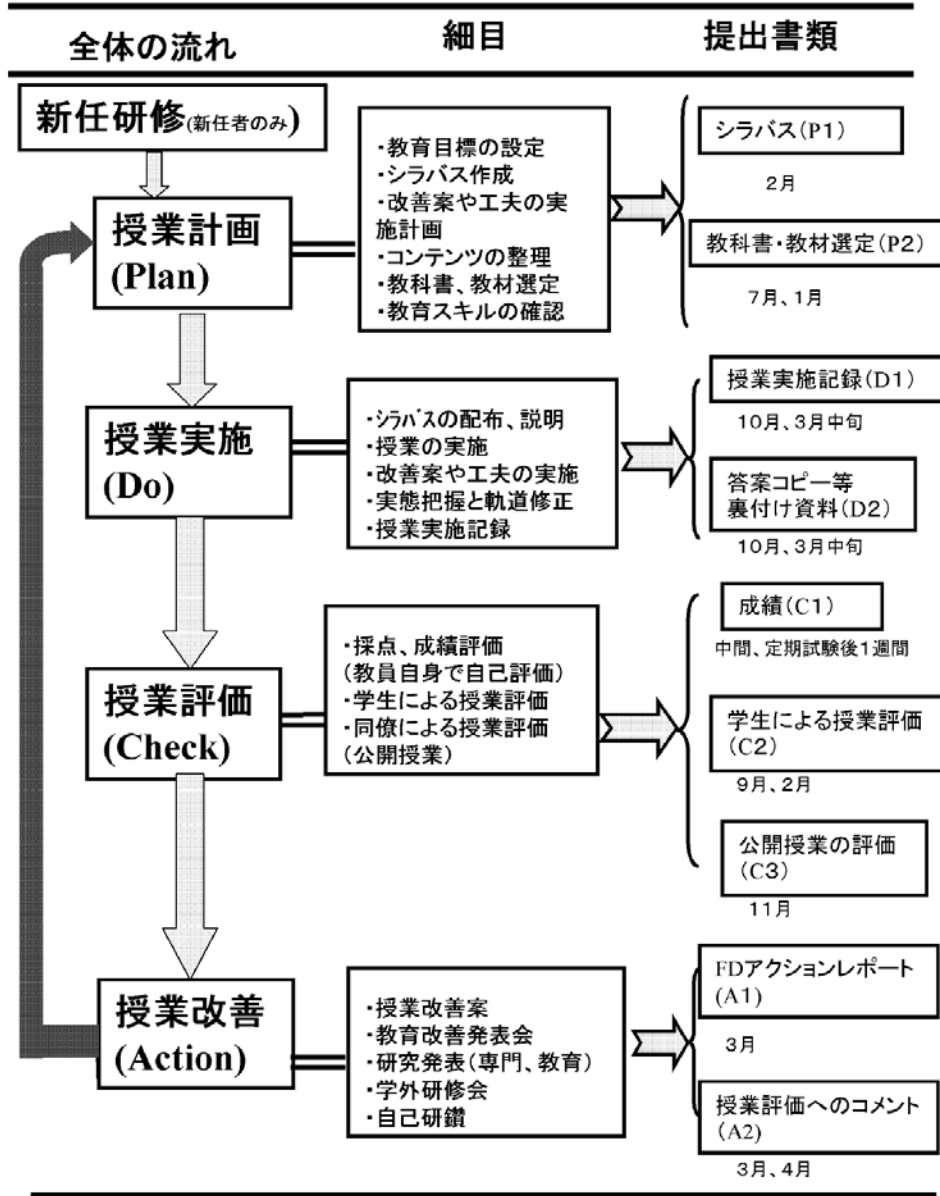 全体の流れ
細目
提出書類
新任研修(新任者のみ)
・教育目標の設定
・シラバス作成
・改善案や工夫の実
施計画
・コンテンツの整理
・教科書、教材選定
・教育スキルの確認
シラバス(P1)
2月
教科書・教材選定(P2)
7月、1月
授業計画
(Plan)
授業実施
(Do)
・シラバスの配布、説明
・授業の実施
・改善案や工夫の実施
・実態把握と軌道修正
・授業実施記録
授業実施記録(D1)
10月、3月中旬
答案コピー等
裏付け資料(D2)
10月、3月中旬
授業評価
(Check)
・採点、成績評価
(教員自身で自己評価)
・学生による授業評価
・同僚による授業評価
(公開授業)
成績(C1)
中間、定期試験後1週間
学生による授業評価
(C2)
9月、2月
公開授業の評価
(C3)
11月
授業改善
(Action)
・授業改善案
・教育改善発表会
・研究発表(専門、教育)
・学外研修会
・自己研鑽
FDアクションレポート
(A1)
3月
授業評価へのコメント
(A2)
3月、4月